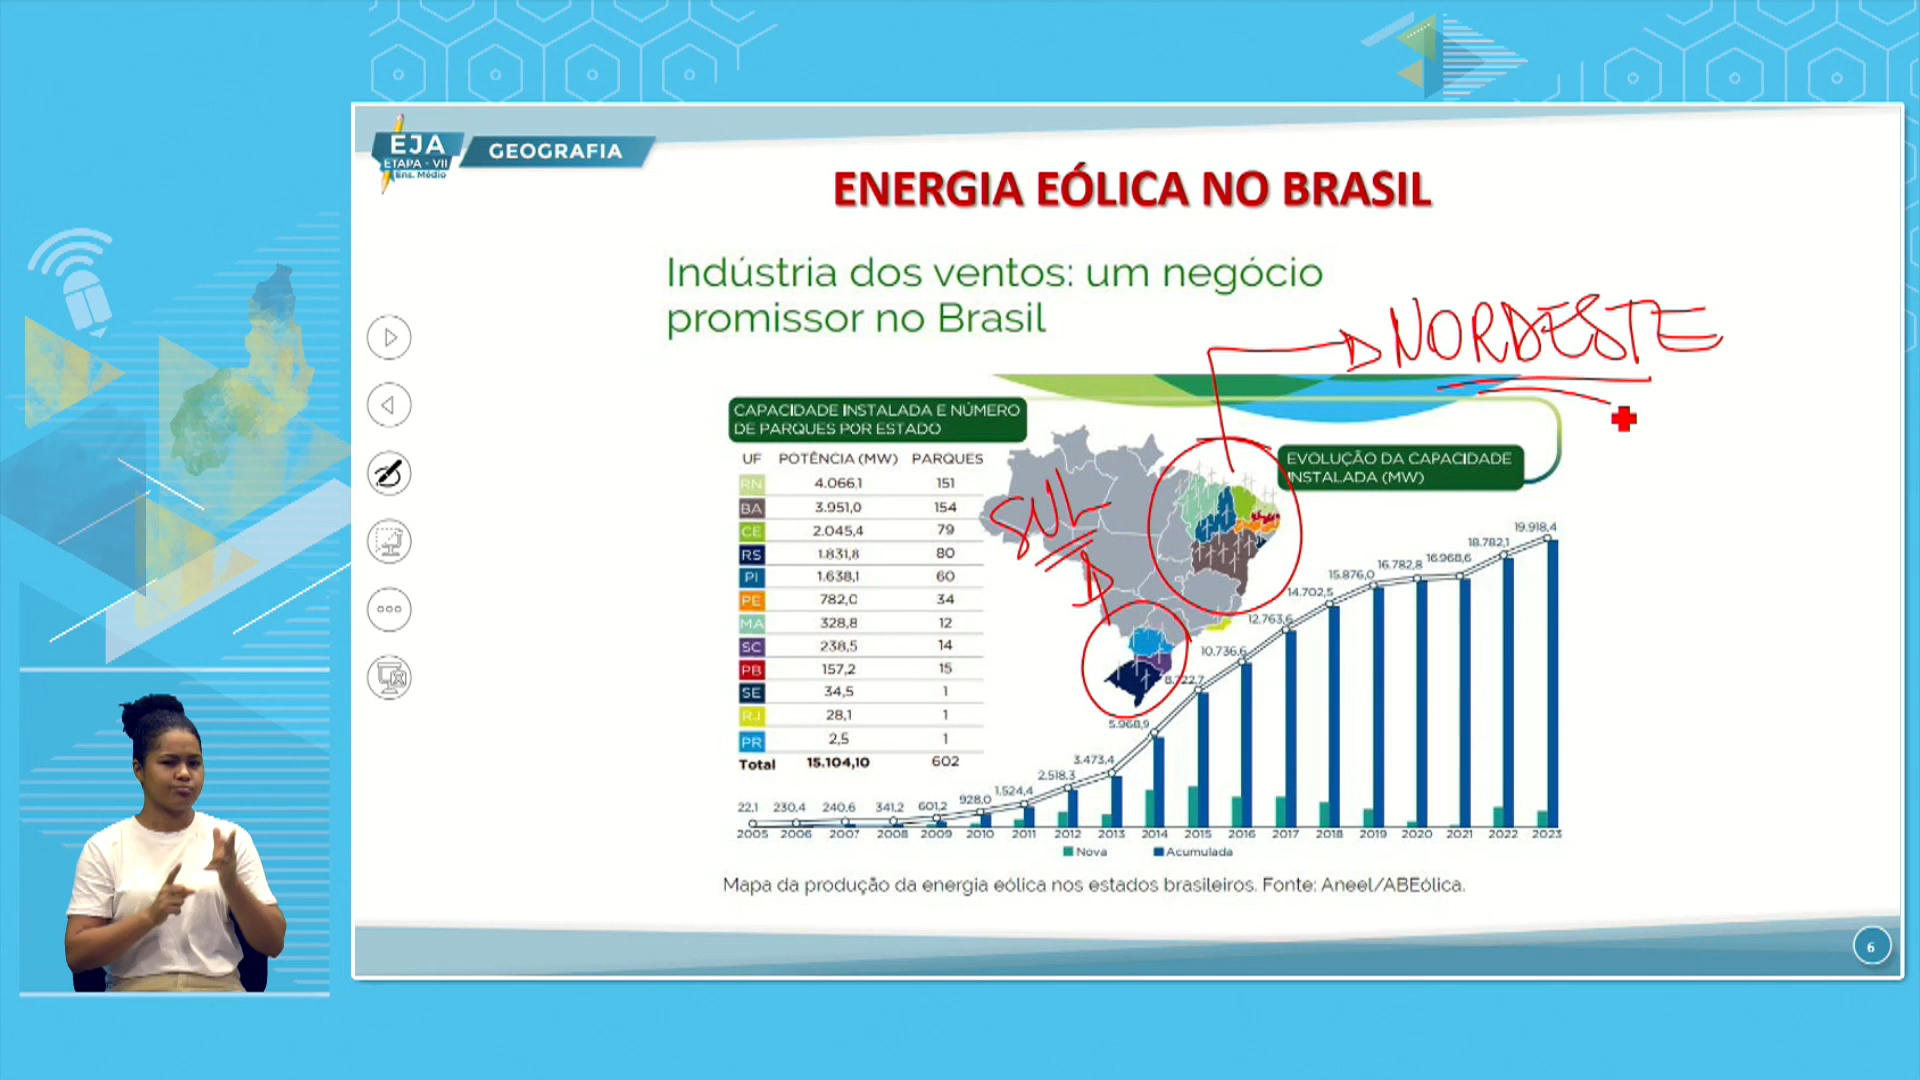 EJA
ETAPA - VII
Ens. Médio
GEOGRAFIA
ENERGIA EÓLICA NO BRASIL
Indústria dos ventos: um negócio
promissor no Brasil
NORDESTE
SUL
CAPACIDADE INSTALADA E NÚMERO
DE PARQUES POR ESTADO
UF POTÊNCIA (MW) PARQUES
RN 4.066,1 151
BA 3.951,0 154
CE 2.045,4 79
RS 1.831,8 80
PI 1.638,1 60
PE 782,0 34
MA 328,8 12
SC 238,5 14
PB 157,2 15
SE 34,5 1
RJ 28,1 1
PR 2,5 1
Total 15.104,10 602
EVOLUÇÃO DA CAPACIDADE
INSTALADA (MW)
22,1 230,4 240,6 341,2 601,2 928,0 1.524,4 2.518,3 3.473,4 5.968,9 8.722,7 10.736,6 12.763,6 14.702,5 15.876,0 16.782,8 16.968,6 18.782,1 19.918,4
2005 2006 2007 2008 2009 2010 2011 2012 2013 2014 2015 2016 2017 2018 2019 2020 2021 2022 2023
Nova Acumulada
Mapa da produção da energia eólica nos estados brasileiros. Fonte: Aneel/ABEólica.
6